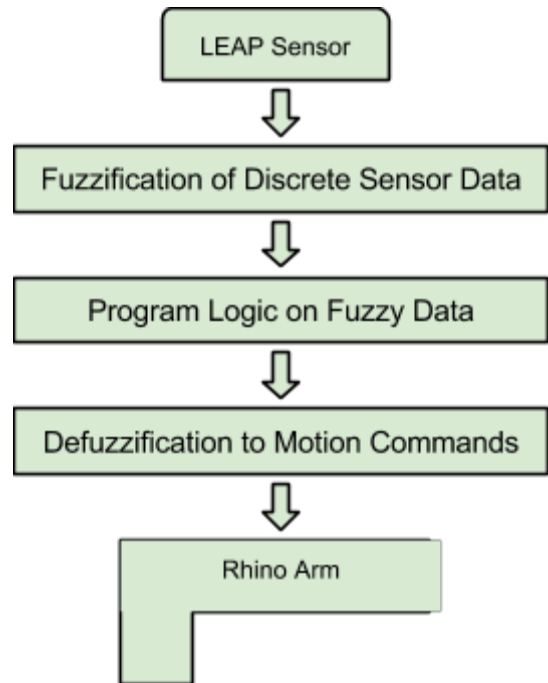 LEAP Sensor
Fuzzification of Discrete Sensor Data
Program Logic on Fuzzy Data
Defuzzification to Motion Commands
Rhino Arm